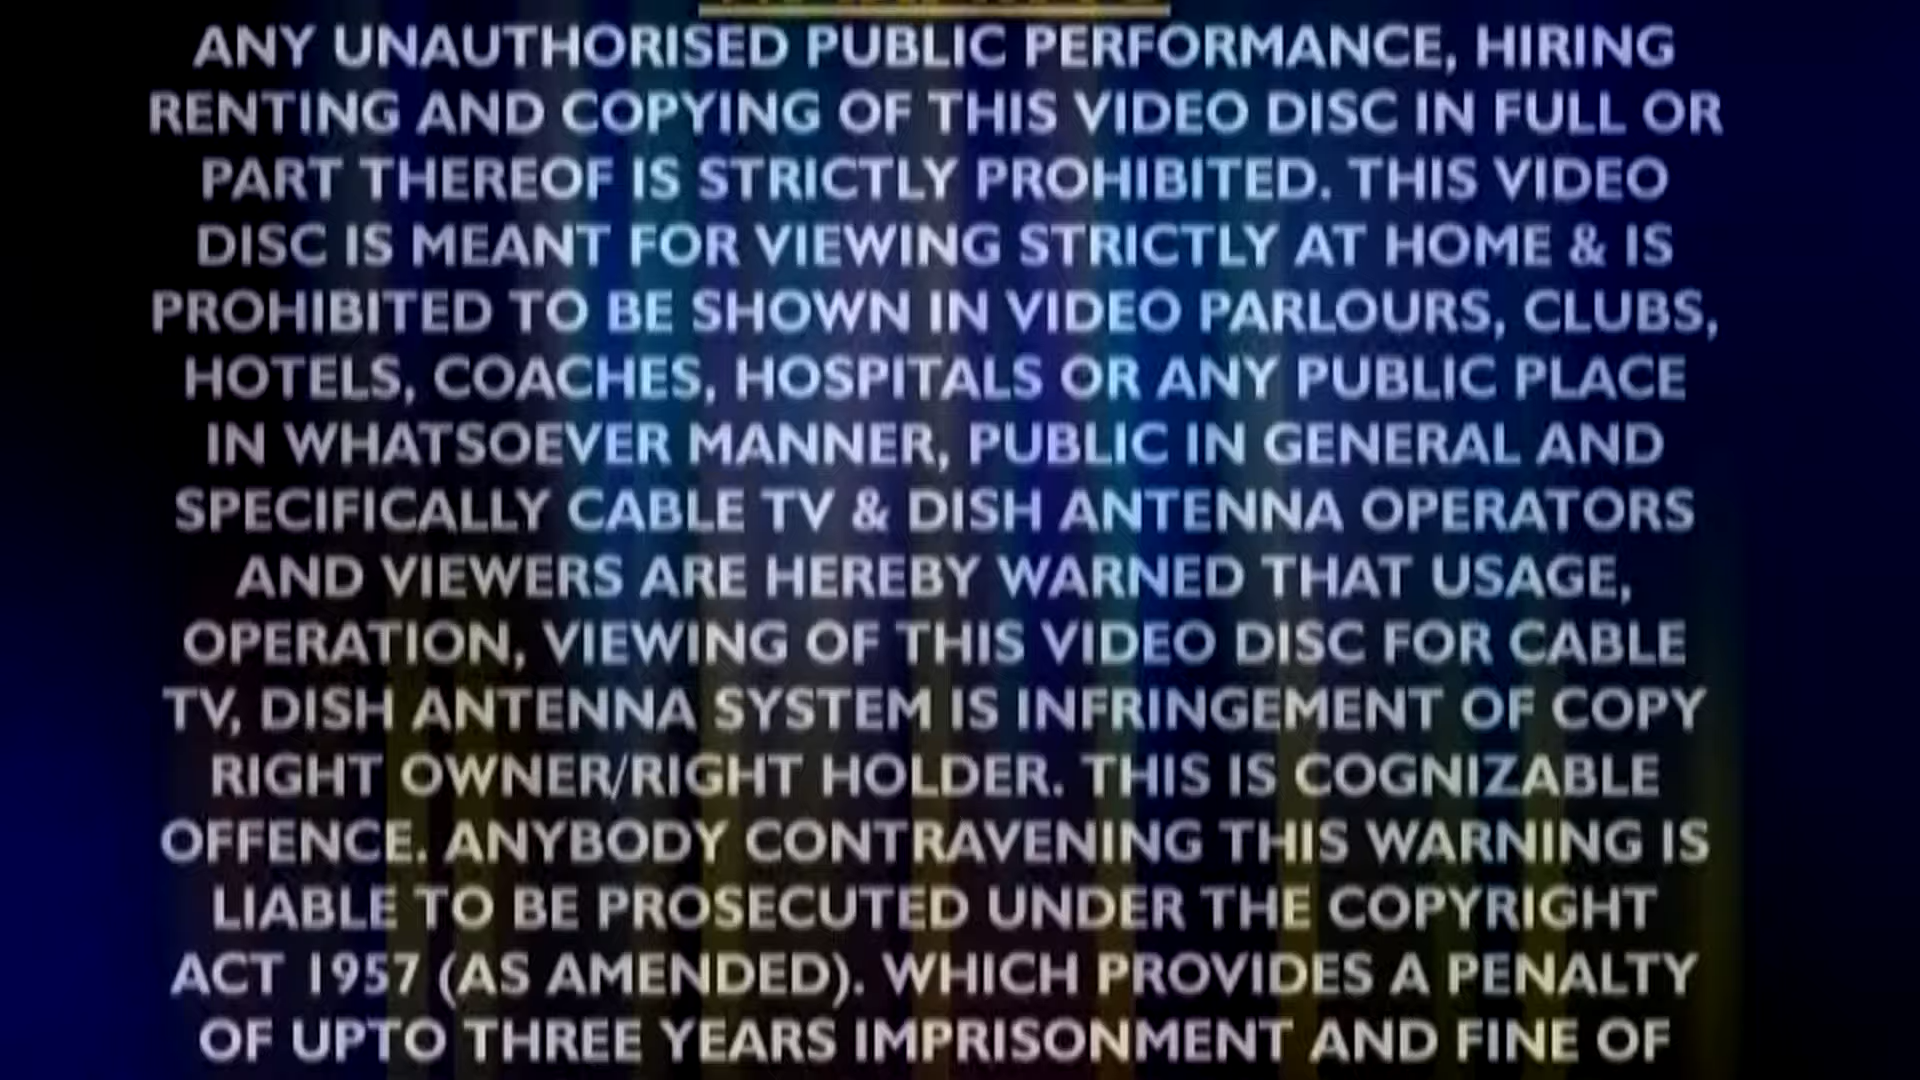 ANY UNAUTHORISED PUBLIC PERFORMANCE, HIRING
RENTING AND COPYING OF THIS VIDEO DISC IN FULL OR
PART THEREOF IS STRICTLY PROHIBITED. THIS VIDEO
DISC IS MEANT FOR VIEWING STRICTLY AT HOME & IS
PROHIBITED TO BE SHOWN IN VIDEO PARLOURS, CLUBS,
HOTELS, COACHES, HOSPITALS OR ANY PUBLIC PLACE
IN WHATSOEVER MANNER, PUBLIC IN GENERAL AND
SPECIFICALLY CABLE TV & DISH ANTENNA OPERATORS
AND VIEWERS ARE HEREBY WARNED THAT USAGE,
OPERATION, VIEWING OF THIS VIDEO DISC FOR CABLE
TV, DISH ANTENNA SYSTEM IS INFRINGEMENT OF COPY
RIGHT OWNER/RIGHT HOLDER. THIS IS COGNIZABLE
OFFENCE. ANYBODY CONTRAVENING THIS WARNING IS
LIABLE TO BE PROSECUTED UNDER THE COPYRIGHT
ACT 1957 (AS AMENDED). WHICH PROVIDES A PENALTY
OF UPTO THREE YEARS IMPRISONMENT AND FINE OF